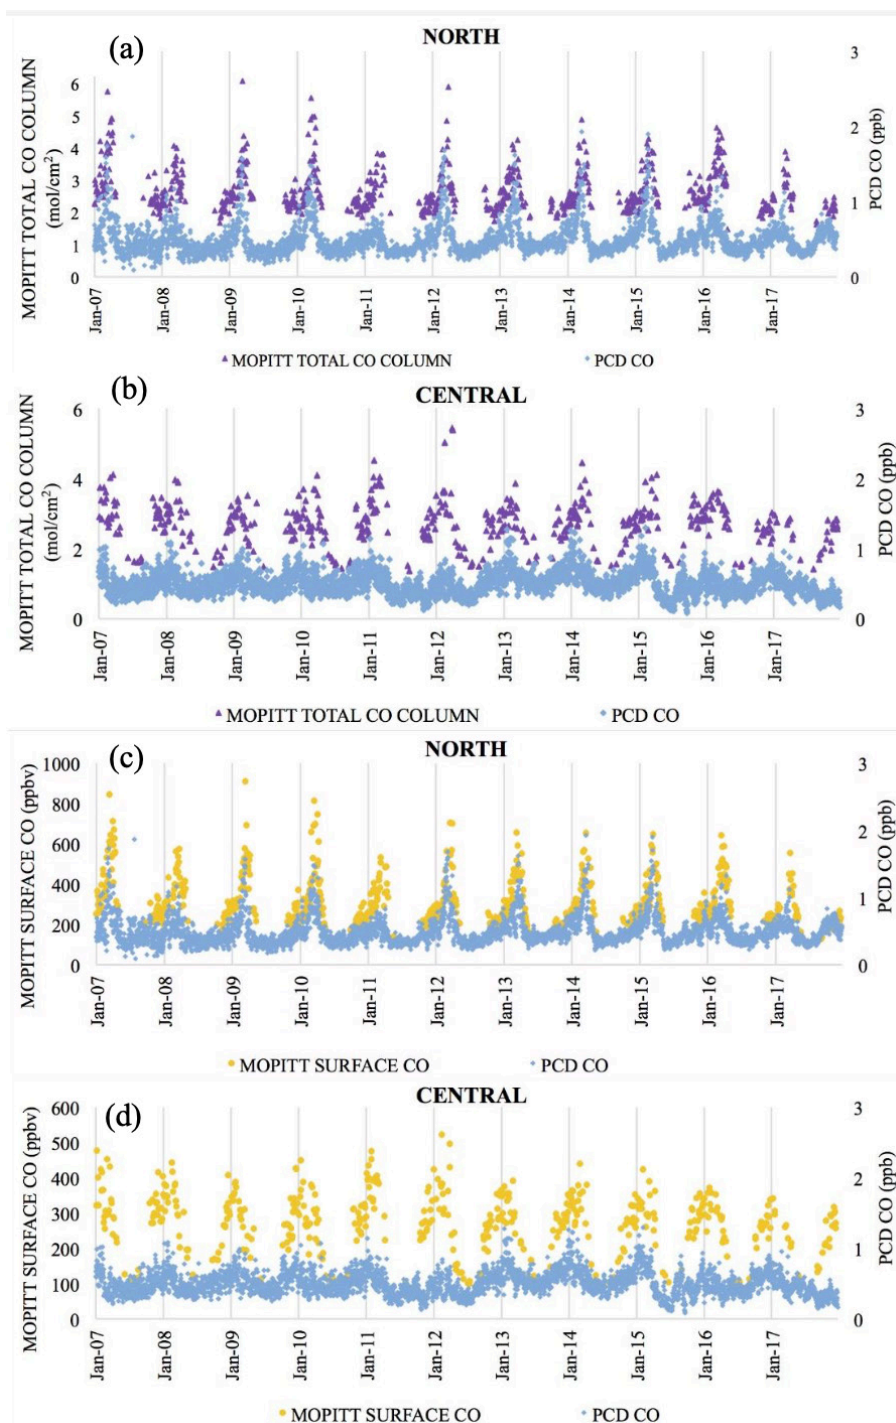 (a)
NORTH
MOPITT TOTAL CO COLUMN
(mol/cm²)
6
5
4
3
2
1
0
3
2
1
0
PCD CO (ppb)
Jan-07
Jan-08
Jan-09
Jan-10
Jan-11
Jan-12
Jan-13
Jan-14
Jan-15
Jan-16
Jan-17
MOPITT TOTAL CO COLUMN
PCD CO
(b)
CENTRAL
MOPITT TOTAL CO COLUMN
(mol/cm²)
6
4
2
0
3
2
1
0
PCD CO (ppb)
Jan-07
Jan-08
Jan-09
Jan-10
Jan-11
Jan-12
Jan-13
Jan-14
Jan-15
Jan-16
Jan-17
MOPITT TOTAL CO COLUMN
PCD CO
(c)
NORTH
MOPITT SURFACE CO (ppbv)
1000
800
600
400
200
0
3
2
1
0
PCD CO (ppb)
Jan-07
Jan-08
Jan-09
Jan-10
Jan-11
Jan-12
Jan-13
Jan-14
Jan-15
Jan-16
Jan-17
MOPITT SURFACE CO
PCD CO
(d)
CENTRAL
MOPITT SURFACE CO (ppbv)
600
500
400
300
200
100
0
3
2
1
0
PCD CO (ppb)
Jan-07
Jan-08
Jan-09
Jan-10
Jan-11
Jan-12
Jan-13
Jan-14
Jan-15
Jan-16
Jan-17
MOPITT SURFACE CO
PCD CO